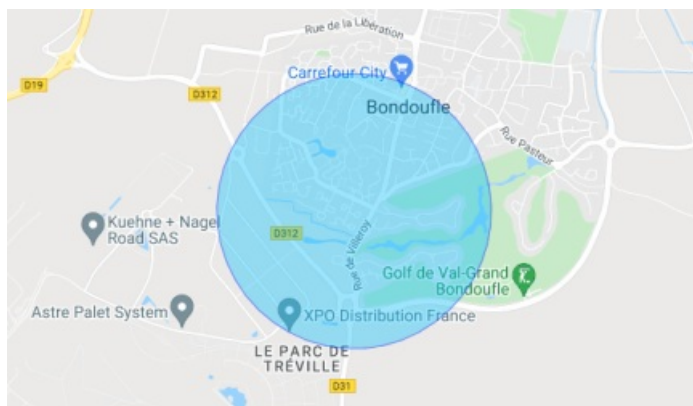 Rue de la Libération
Carrefour City
D19
D312
Bondoufle
Rue Pasteur
Kuehne + Nagel
Road SAS
D312
Rue de Villeroy
Golf de Val-Grand
Bondoufle
Astre Palet System
XPO Distribution France
LE PARC DE
TRÉVILLE
D31